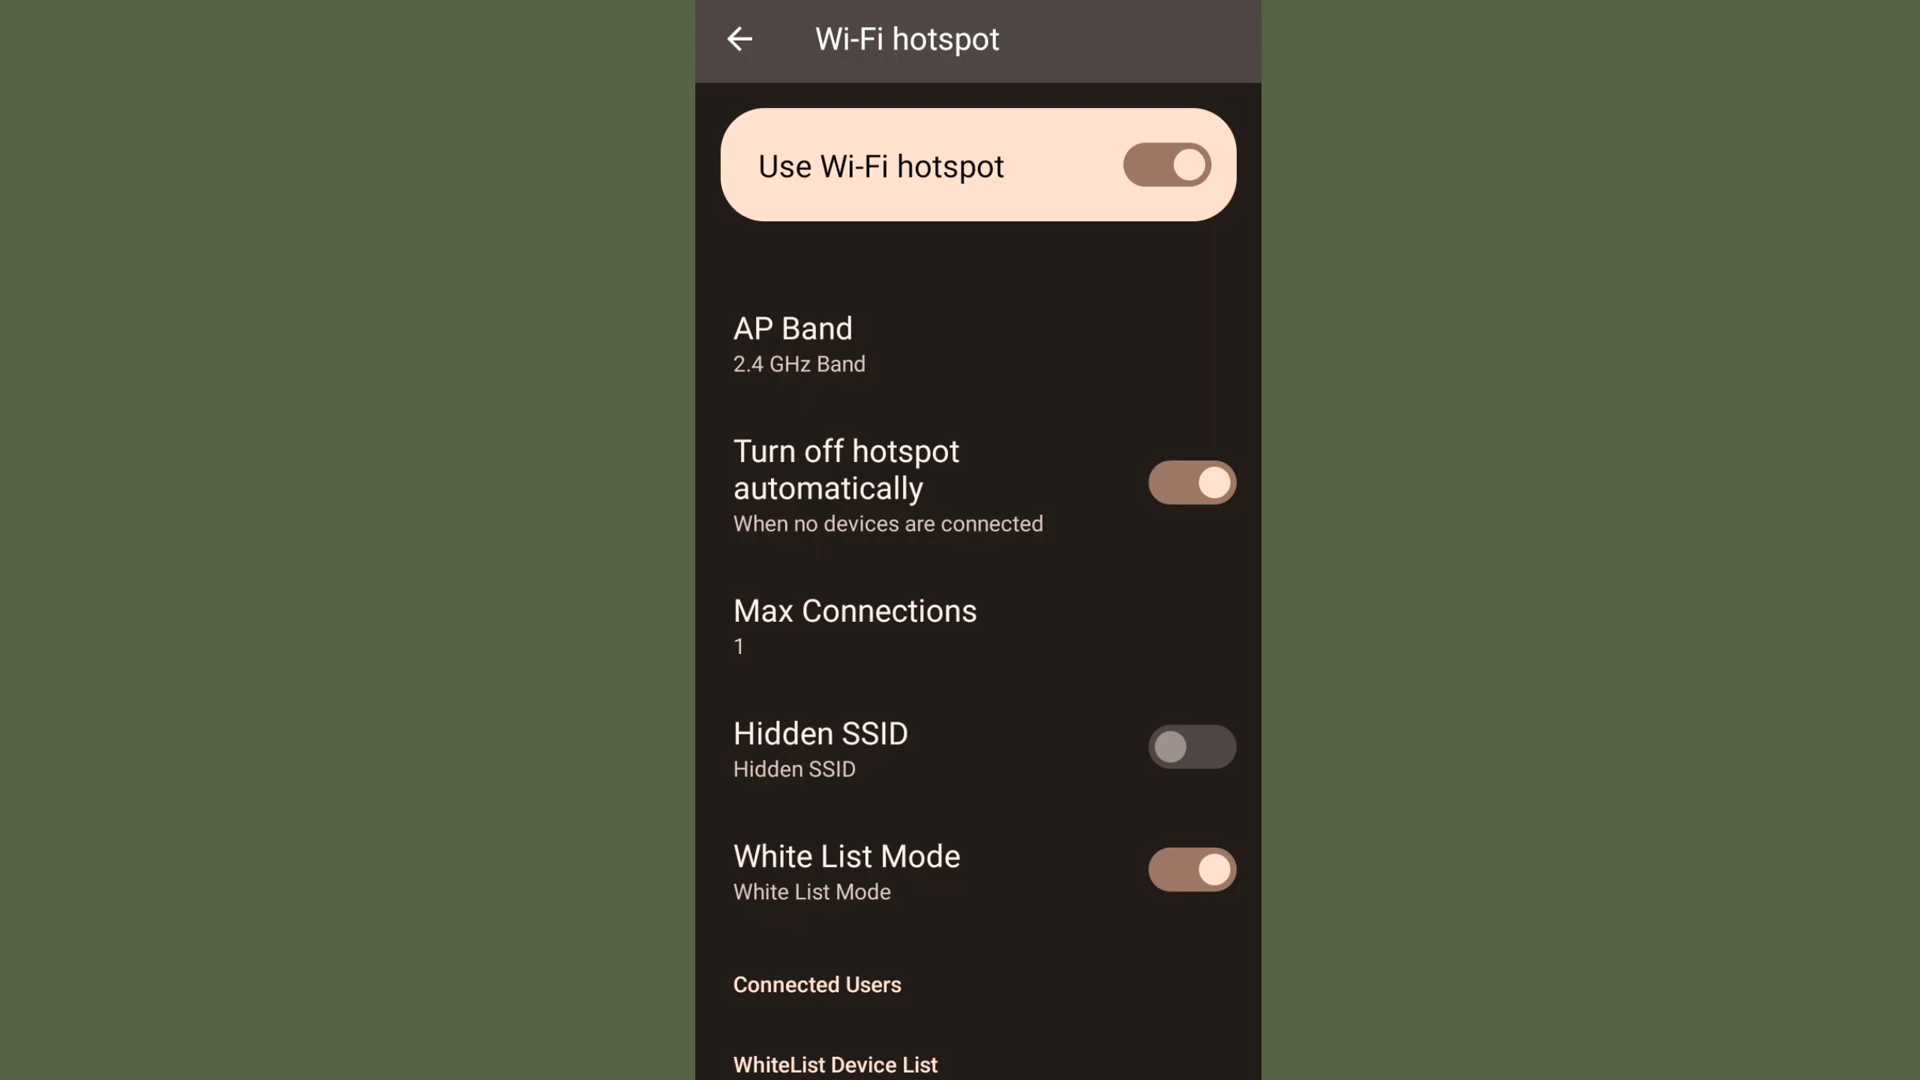 Wi-Fi hotspot
Use Wi-Fi hotspot
AP Band
2.4 GHz Band
Turn off hotspot
automatically
When no devices are connected
Max Connections
1
Hidden SSID
Hidden SSID
White List Mode
White List Mode
Connected Users
WhiteList Device List